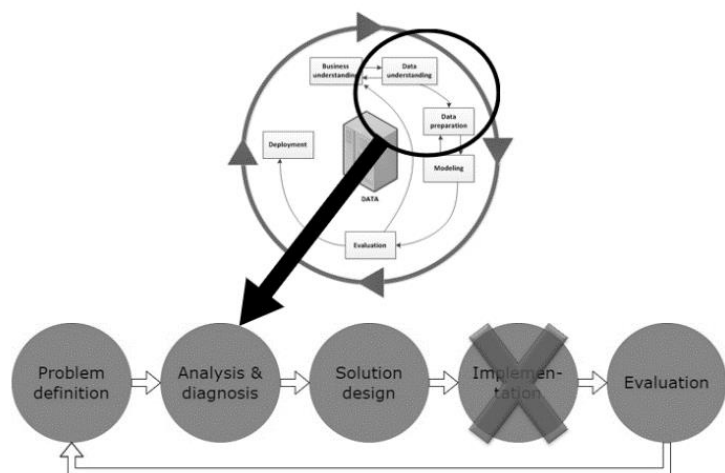 Business
understanding
Data
understanding
Data
preparation
Deployment
Modeling
DATA
Evaluation
Problem
definition
Analysis &
diagnosis
Solution
design
Implemen-
tation
Evaluation